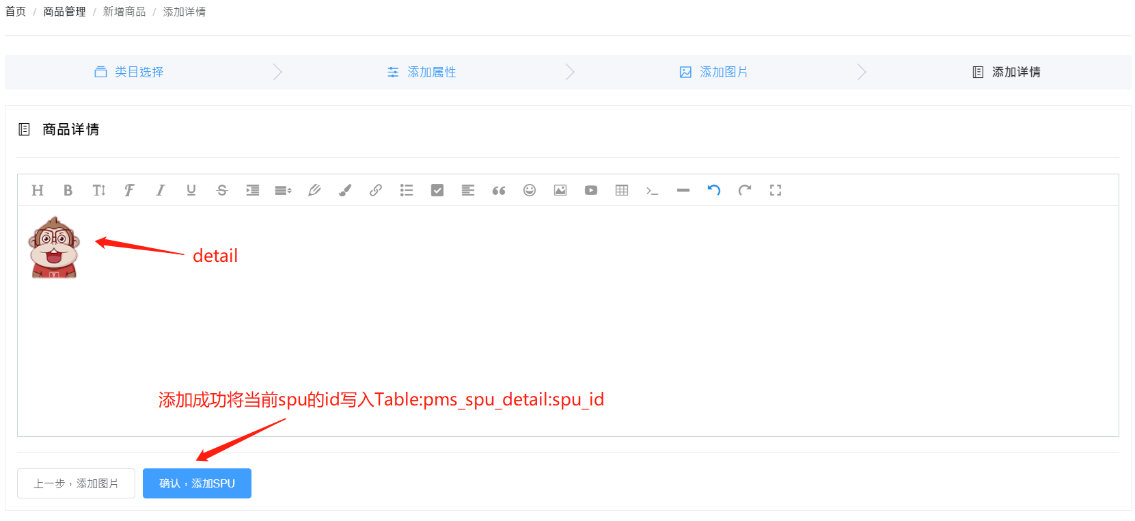 首页 / 商品管理 / 新增商品 / 添加详情
类目选择
添加属性
添加图片
添加详情
商品详情
detail
添加成功将当前spu的id写入Table:pms_spu_detail:spu_id
上一步，添加图片
确认，添加SPU